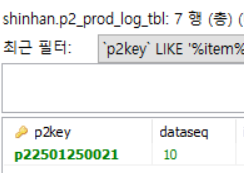 shinhan.p2_prod_log_tbl: 7 행 (총) (
최근 필터: `p2key` LIKE '%item%
p2key dataseq
p22501250021 10